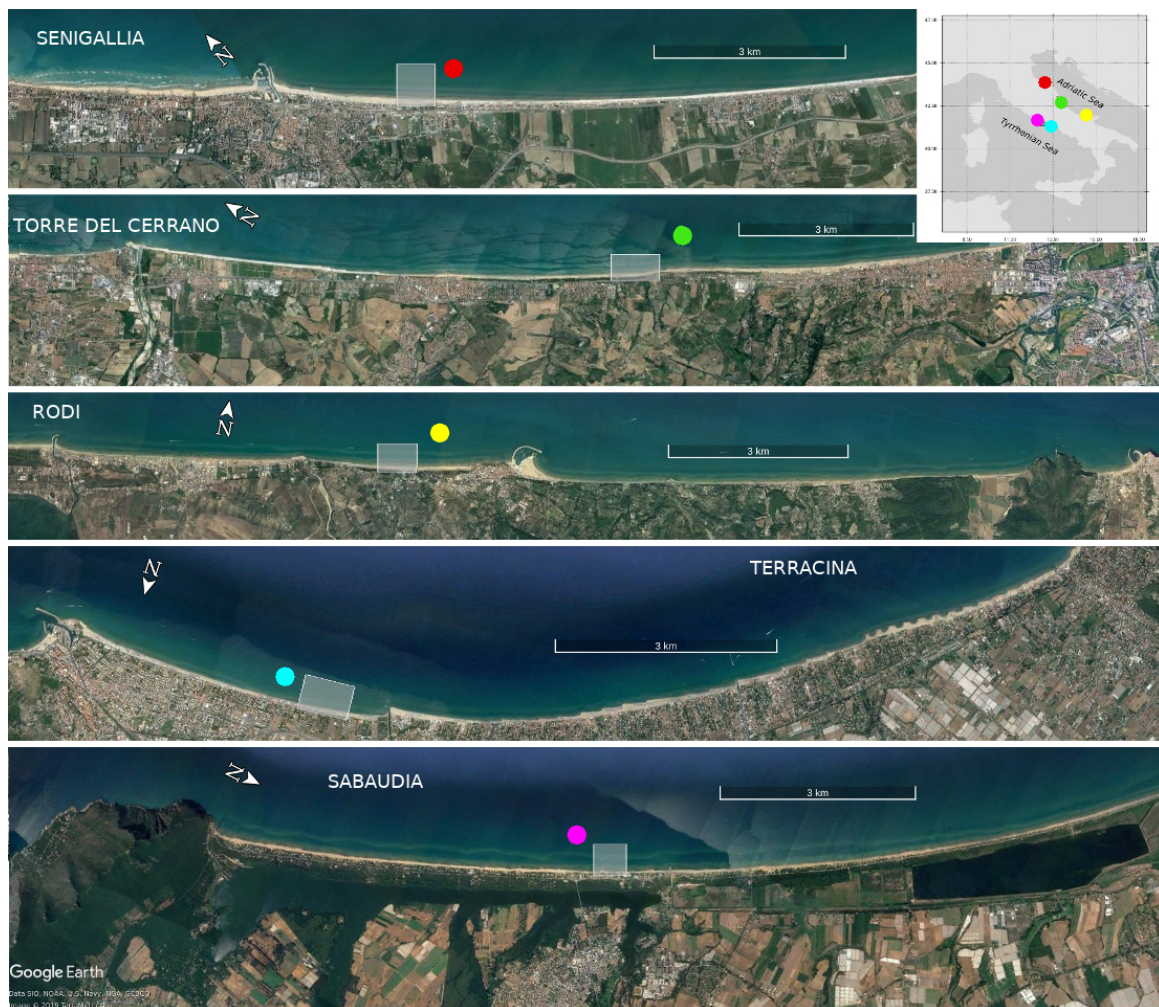 SENIGALLIA
N
3 km
Adriatic Sea
Tyrrhenian Sea
TORRE DEL CERRANO
N
3 km
RODI
N
3 km
N
TERRACINA
3 km
N
SABAUDIA
3 km
Google Earth
Data SIO, NOAA, U.S. Navy, NGA, GEBCO